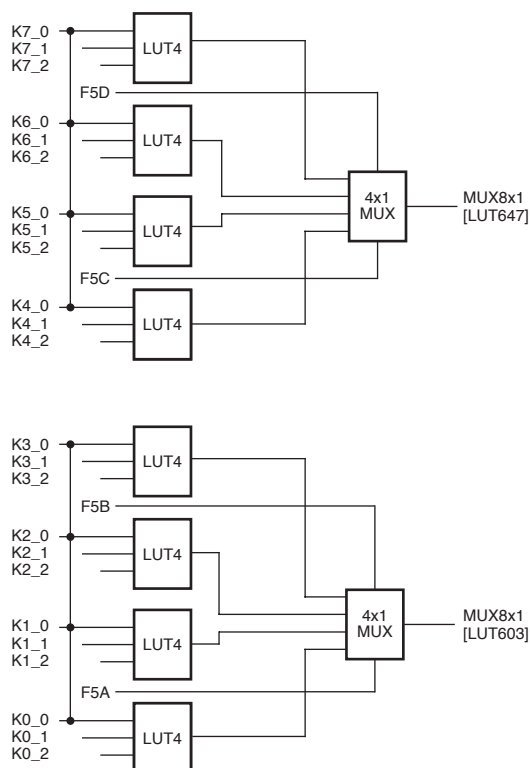 K7_0
K7_1
K7_2
LUT4
F5D
K6_0
K6_1
K6_2
LUT4
4x1
MUX
MUX8x1
[LUT647]
K5_0
K5_1
K5_2
LUT4
F5C
K4_0
K4_1
K4_2
LUT4
K3_0
K3_1
K3_2
LUT4
F5B
K2_0
K2_1
K2_2
LUT4
4x1
MUX
MUX8x1
[LUT603]
K1_0
K1_1
K1_2
LUT4
F5A
K0_0
K0_1
K0_2
LUT4